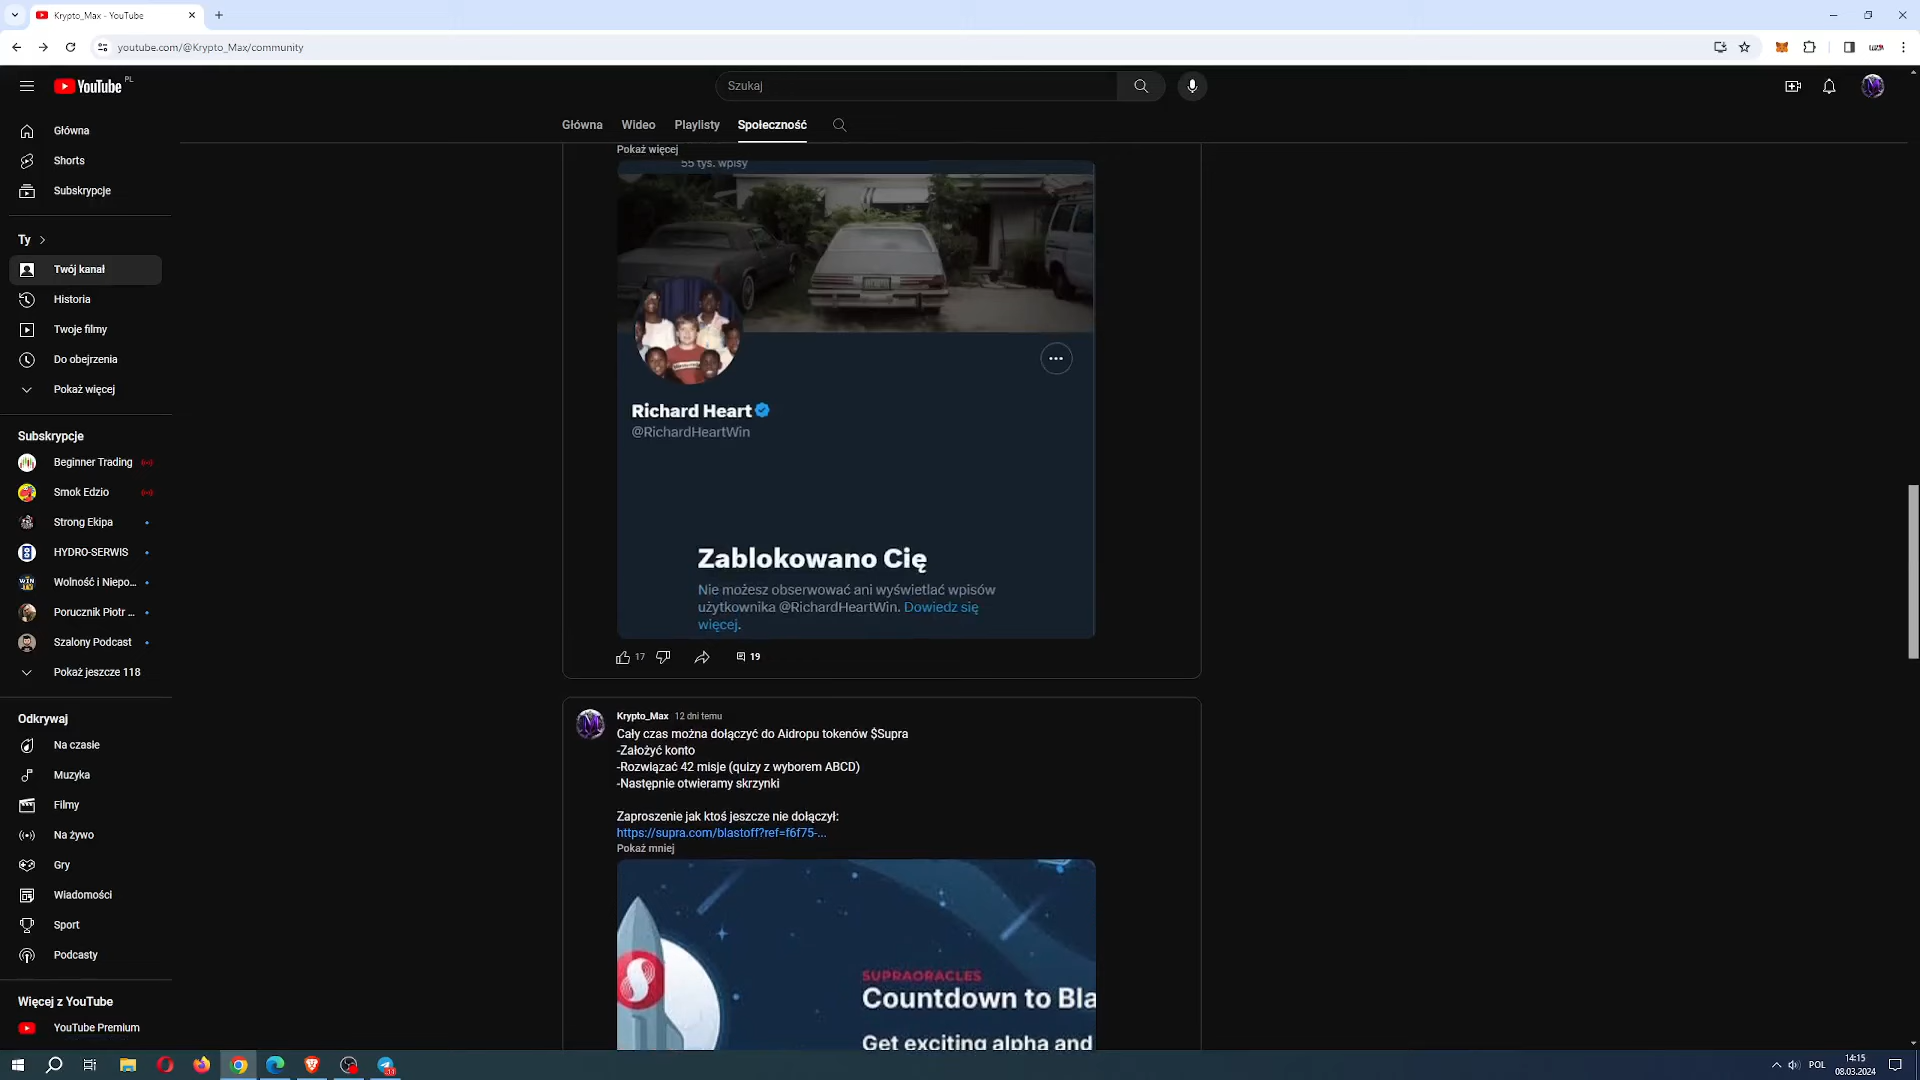 Krypto_Max - YouTube
youtube.com/@Krypto_Max/community
YouTube PL
Szukaj
Główna
Wideo
Playlisty
Społeczność
Główna
Shorts
Subskrypcje
Ty
Twój kanał
Historia
Twoje filmy
Do obejrzenia
Pokaż więcej
Subskrypcje
Beginner Trading
Smok Edzio
Strong Ekipa
HYDRO-SERWIS
Wolność i Niepo...
Porucznik Piotr ...
Szalony Podcast
Pokaż jeszcze 118
Odkrywaj
Na czasie
Muzyka
Filmy
Na żywo
Gry
Wiadomości
Sport
Podcasty
Więcej z YouTube
YouTube Premium
Pokaż więcej
55 tys. wpisy
Richard Heart
@RichardHeartWin
Zablokowano Cię
Nie możesz obserwować ani wyświetlać wpisów
użytkownika @RichardHeartWin. Dowiedz się
więcej.
17
19
Krypto_Max 12 dni temu
Cały czas można dołączyć do Aidropu tokenów $Supra
-Założyć konto
-Rozwiązać 42 misje (quizy z wyborem ABCD)
-Następnie otwieramy skrzynki
Zaproszenie jak ktoś jeszcze nie dołączył:
https://supra.com/blastoff?ref=f6f75-...
Pokaż mniej
SUPRAORACLES
Countdown to Bla
Get exciting alpha and
POL
14:15
08.03.2024